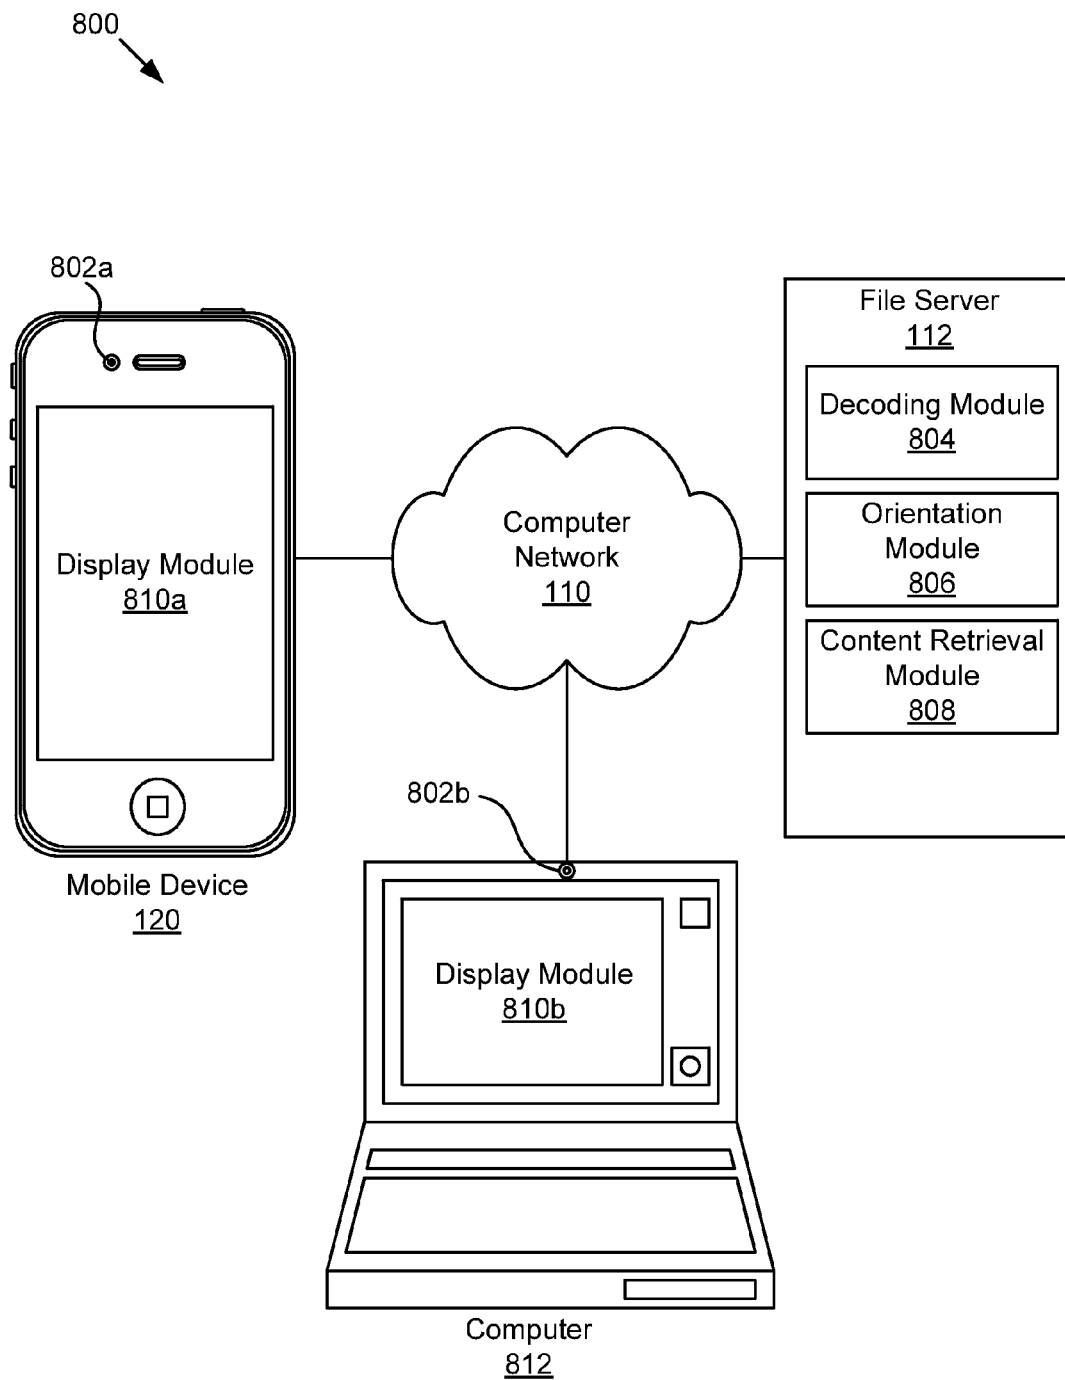 800
802a
File Server
112
Decoding Module
804
Orientation
Module
806
Content Retrieval
Module
808
Computer
Network
110
Display Module
810a
802b
Mobile Device
120
Display Module
810b
Computer
812